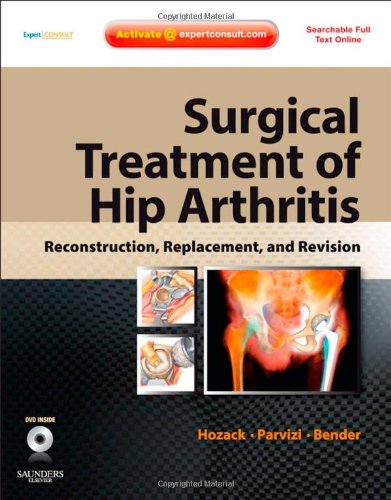 Copyrighted Material
Expert CONSULT
Activate @ expertconsult.com
Searchable Full
Text Online
Surgical
Treatment of
Hip Arthritis
Reconstruction, Replacement, and Revision
DVD INSIDE
SAUNDERS
ELSEVIER
Hozack · Parvizi · Bender
Copyrighted Material